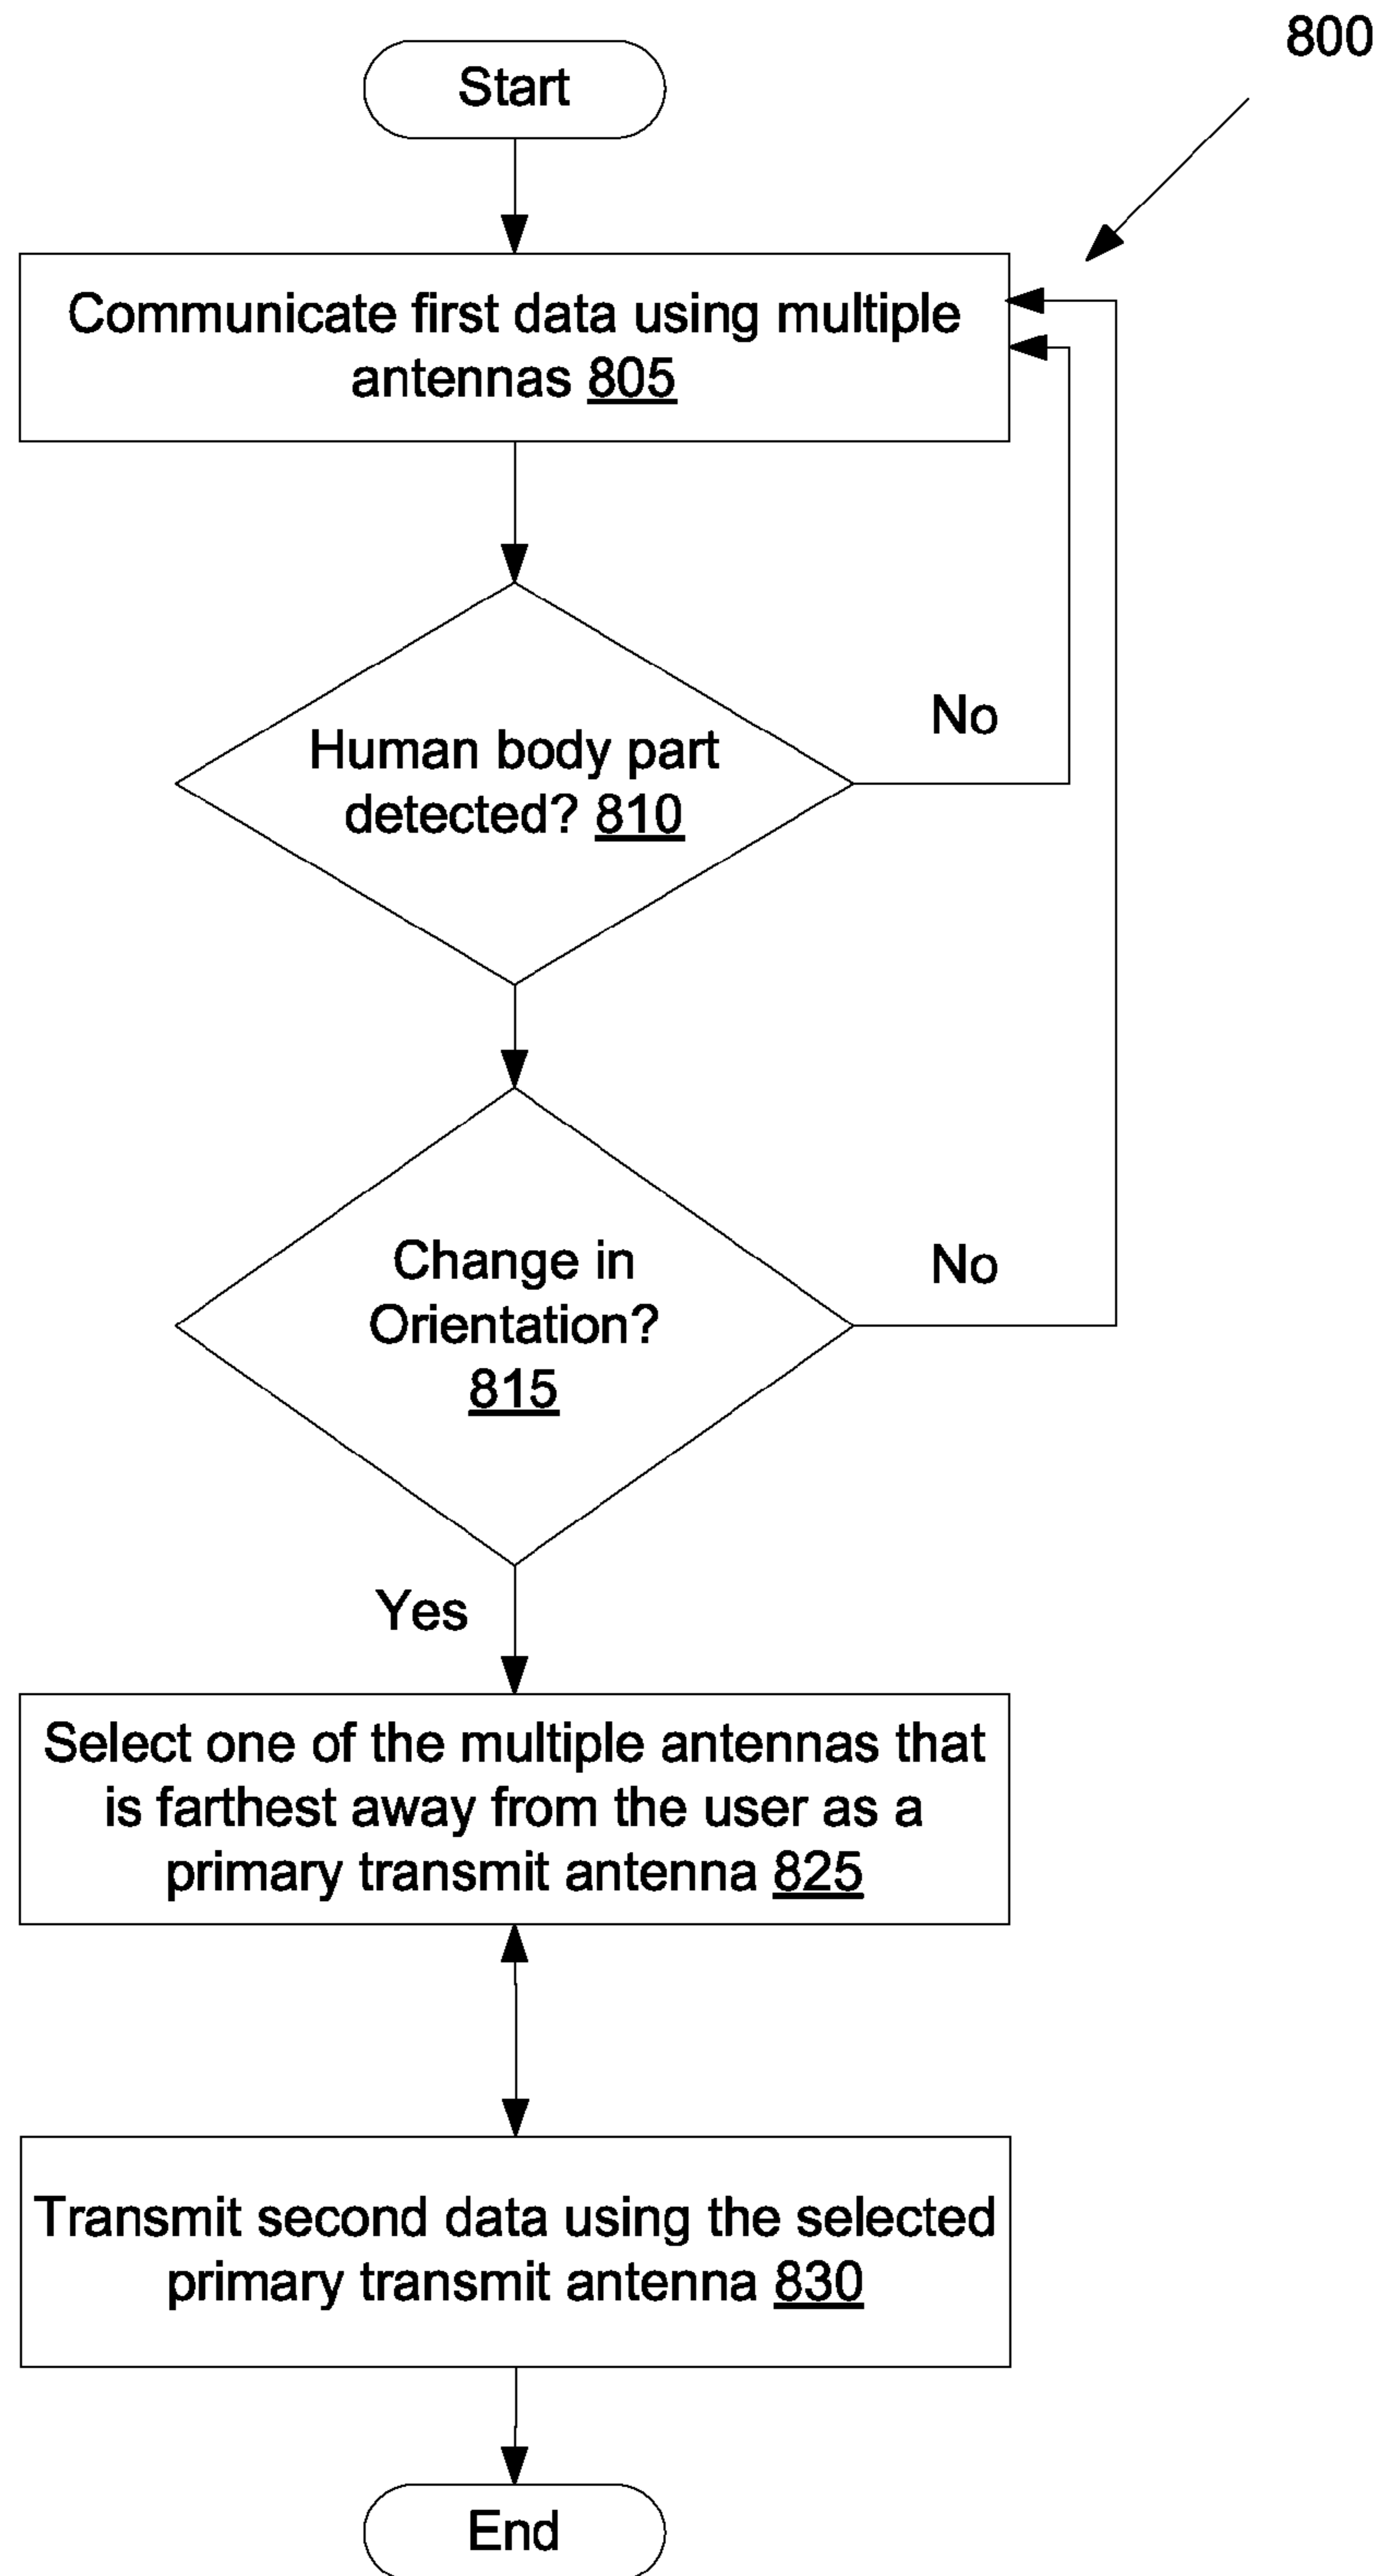 800
Start
Communicate first data using multiple
antennas 805
Human body part
detected? 810
No
Change in
Orientation?
815
No
Yes
Select one of the multiple antennas that
is farthest away from the user as a
primary transmit antenna 825
Transmit second data using the selected
primary transmit antenna 830
End